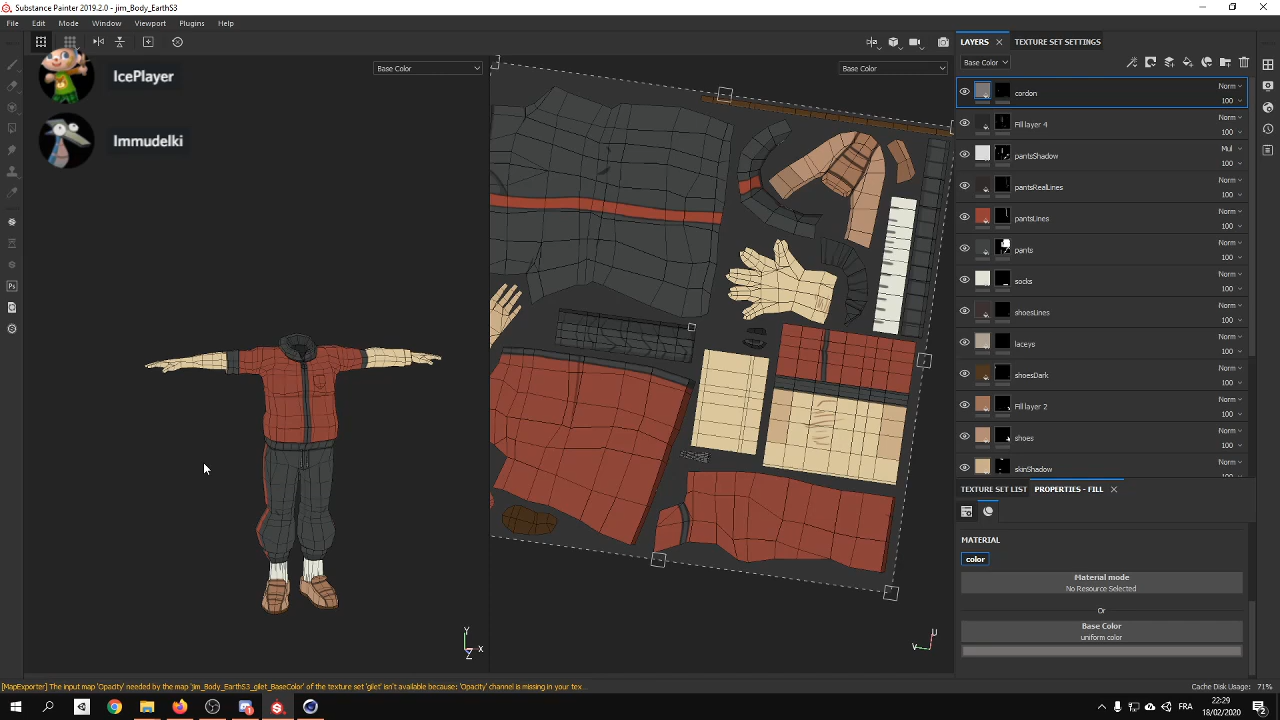 Substance Painter 2019.2.0 - jim_Body_EarthS3
File Edit Mode Window Viewport Plugins Help
IcePlayer
Immudelki
Base Color
Base Color
LAYERS TEXTURE SET SETTINGS
Base Color
cordon Norm 100
Fill layer 4 Norm 100
pantsShadow Mul 100
pantsRealLines Norm 100
pantsLines Norm 100
pants Norm 100
socks Norm 100
shoesLines Norm 100
laceys Norm 100
shoesDark Norm 100
Fill layer 2 Norm 100
shoes Norm 100
skinShadow Norm
TEXTURE SET LIST PROPERTIES - FILL
MATERIAL
color
Material mode
No Resource Selected
Or
Base Color
uniform color
Y
X
Z
U
V
[MapExporter] The input map 'Opacity' needed by the map 'jim_Body_EarthS3_gilet_BaseColor' of the texture set 'gilet' isn't available because: 'Opacity' channel is missing in your tex...
Cache Disk Usage: 71%
FRA
22:29
18/02/2020
2